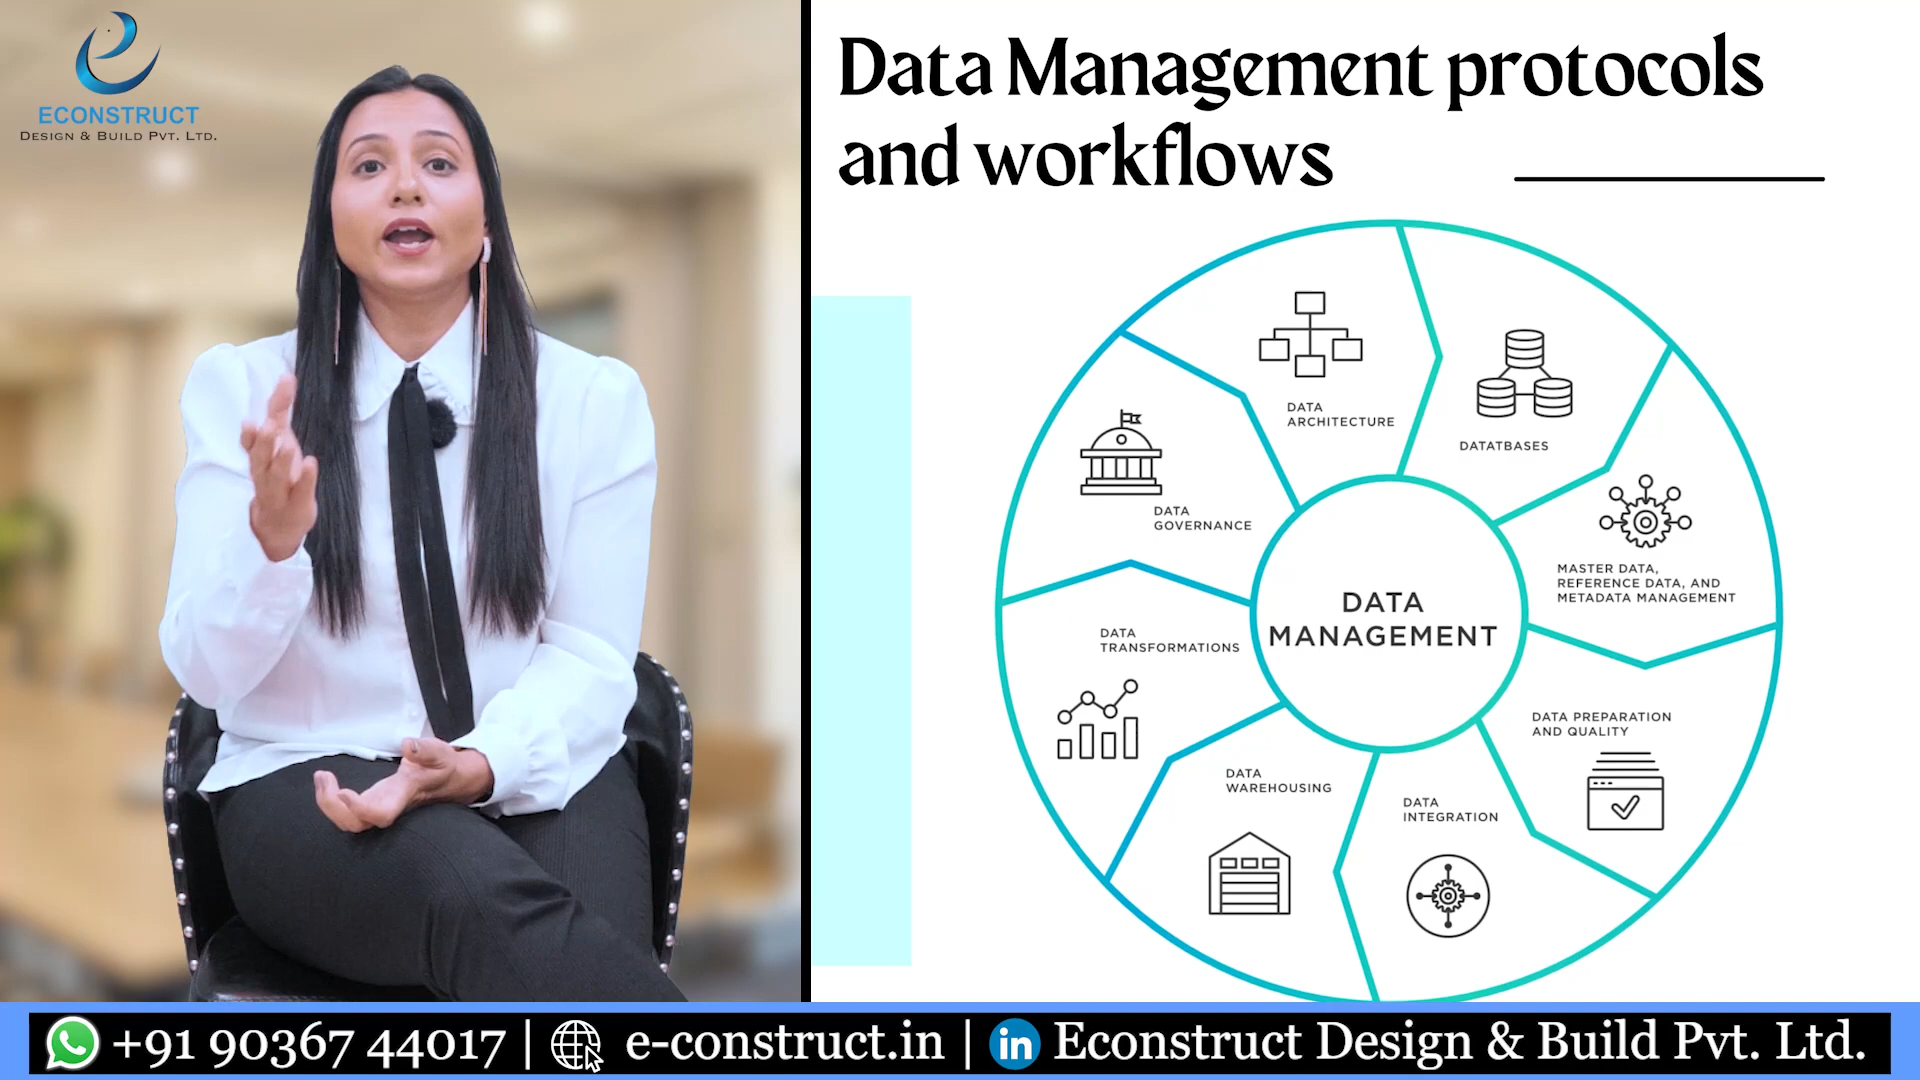 ECONSTRUCT
DESIGN & BUILD PVT. LTD.
Data Management protocols
and workflows
DATA
ARCHITECTURE
DATATBASES
DATA
GOVERNANCE
MASTER DATA,
REFERENCE DATA, AND
METADATA MANAGEMENT
DATA
MANAGEMENT
DATA
TRANSFORMATIONS
DATA PREPARATION
AND QUALITY
DATA
WAREHOUSING
DATA
INTEGRATION
+91 90367 44017 | e-construct.in | in Econstruct Design & Build Pvt. Ltd.